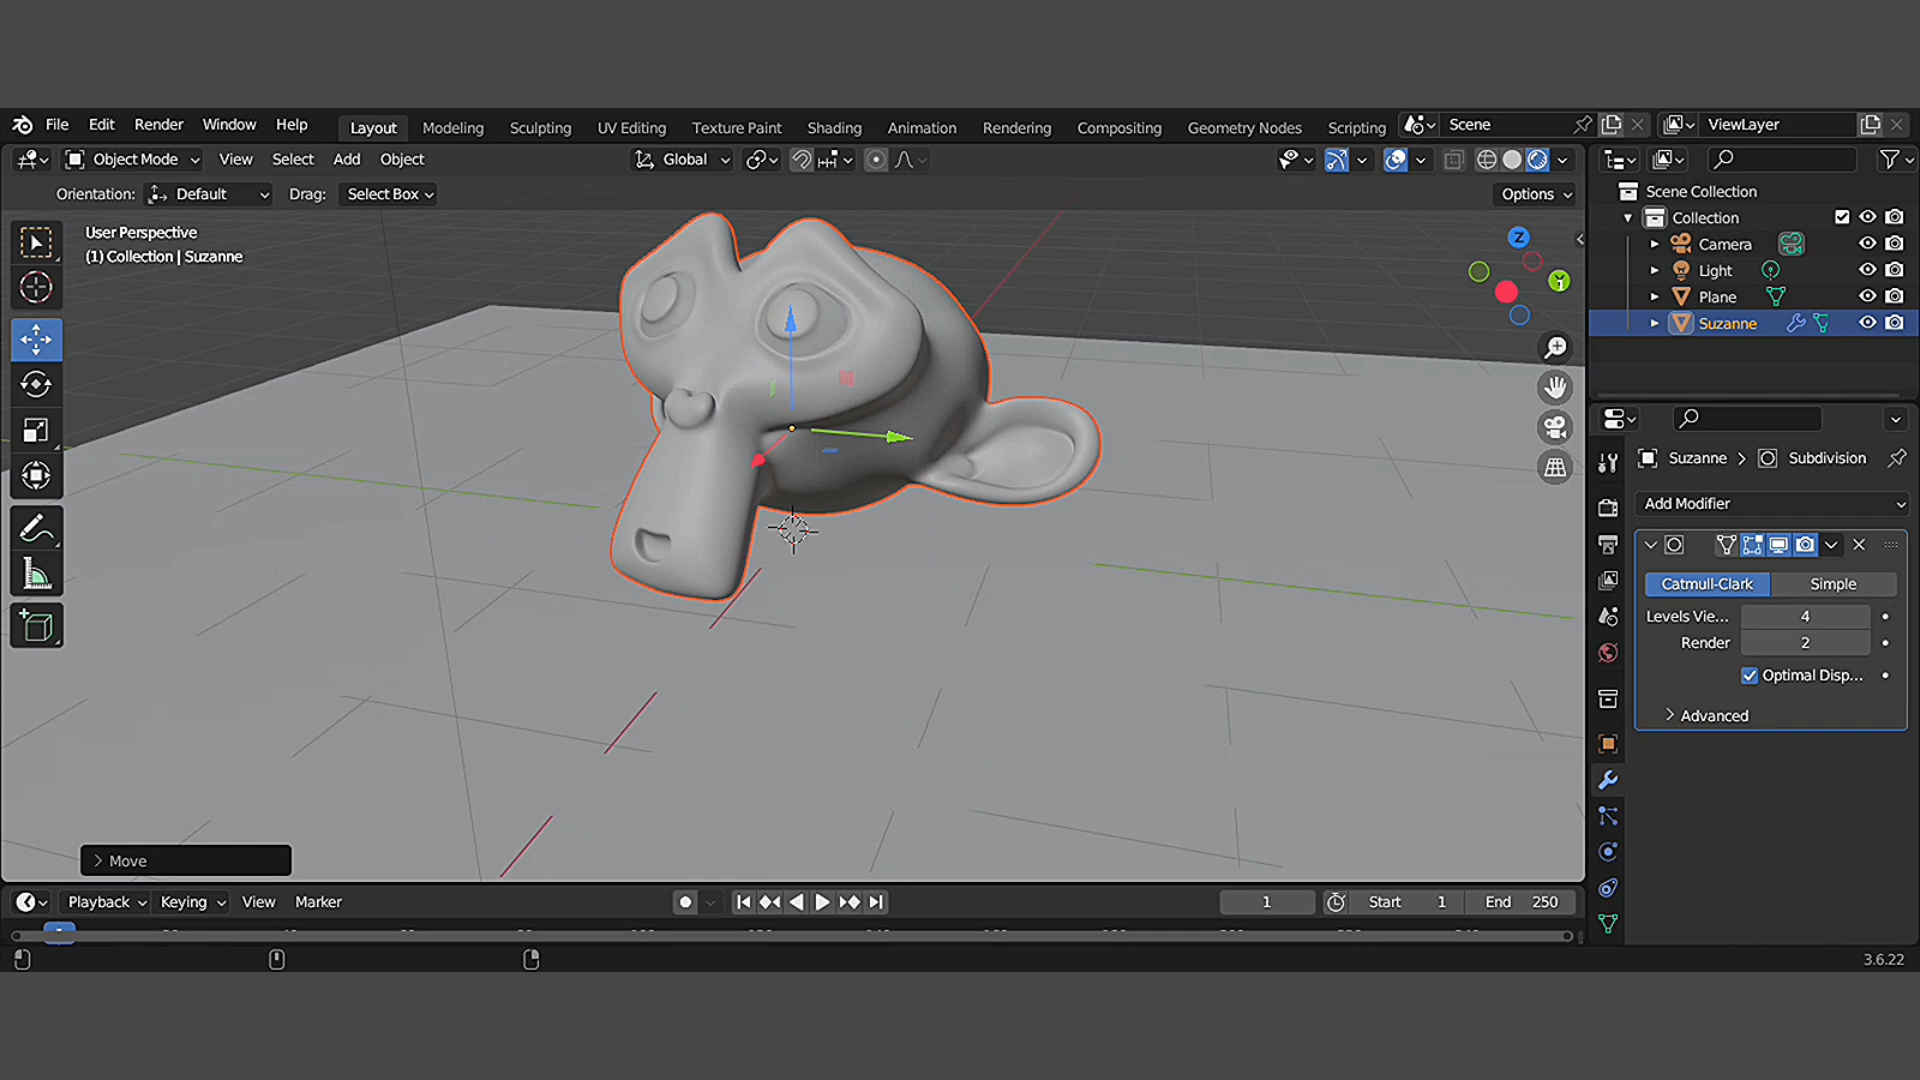 File Edit Render Window Help Layout Modeling Sculpting UV Editing Texture Paint Shading Animation Rendering Compositing Geometry Nodes Scripting Scene ViewLayer
Object Mode View Select Add Object Global
Orientation: Default Drag: Select Box Options
User Perspective
(1) Collection | Suzanne
Z
Y
Scene Collection
Collection
Camera
Light
Plane
Suzanne
Suzanne > Subdivision
Add Modifier
Catmull-Clark Simple
Levels Vie... 4
Render 2
Optimal Disp...
> Advanced
> Move
Playback Keying View Marker 1 Start 1 End 250
3.6.22